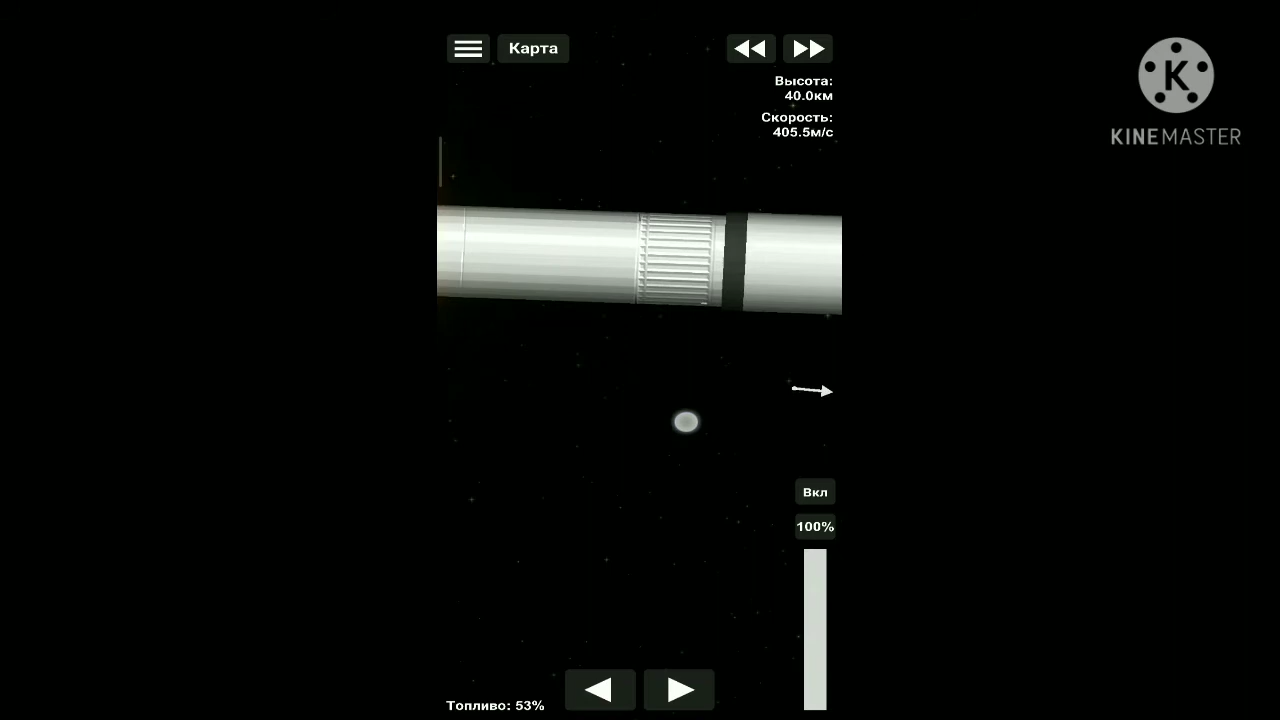 Карта
Высота:
40.0км
Скорость:
405.5м/с
K
KINEMASTER
Вкл
100%
Топливо: 53%